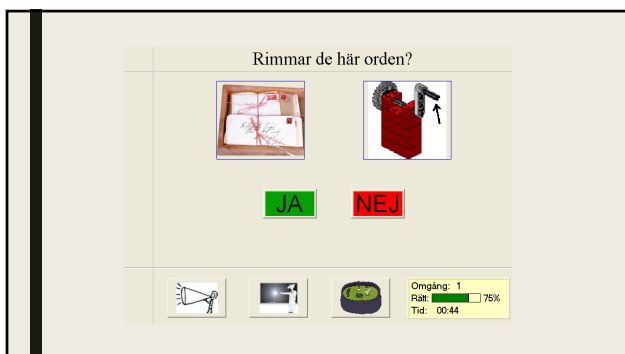 Rimmar de här orden?
JA
NEJ
Omgång: 1
Rätt: 75%
Tid: 00:44